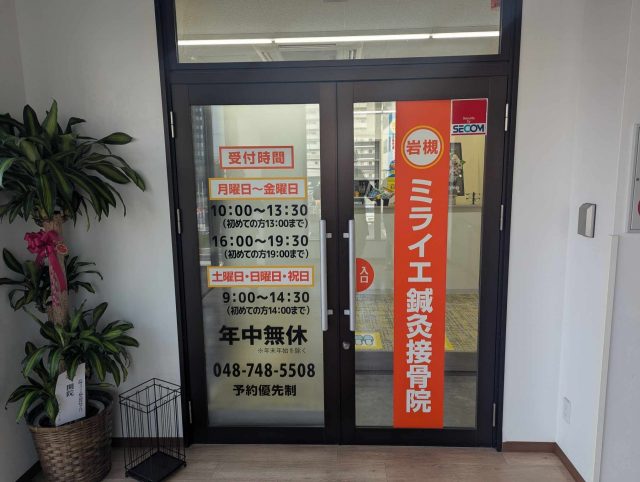 受付時間
月曜日〜金曜日
10:00〜13:30
(初めての方13:00まで)
16:00〜19:30
(初めての方19:00まで)
土曜日・日曜日・祝日
9:00〜14:30
(初めての方14:00まで)
年中無休
※年末年始を除く
048-748-5508
予約優先制
岩槻
ミライエ鍼灸接骨院
入口
SECOM